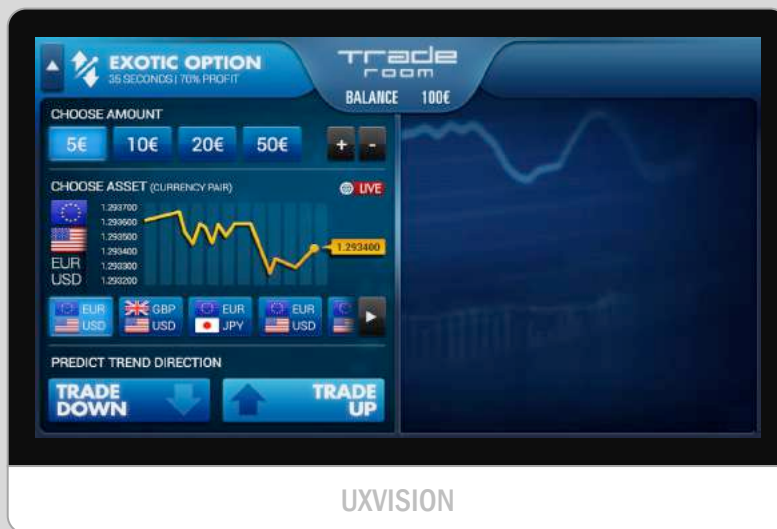 EXOTIC OPTION
35 SECONDS | 70% PROFIT
Trade
room
BALANCE 100€
CHOOSE AMOUNT
5€ 10€ 20€ 50€ + -
CHOOSE ASSET (CURRENCY PAIR) LIVE
1.293700
1.293600
1.293500
1.293400
1.293300
1.293200
EUR
USD
1.293400
EUR USD
GBP USD
EUR JPY
EUR USD
PREDICT TREND DIRECTION
TRADE DOWN
TRADE UP
UXVISION